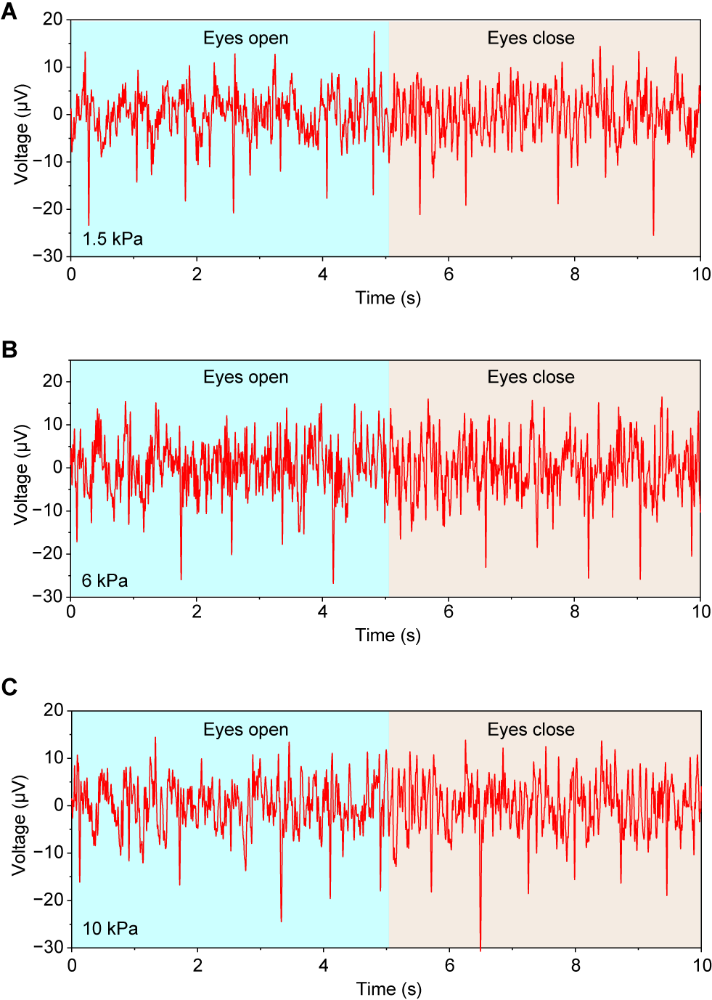 A
20
10
0
−10
−20
−30
Voltage (μV)
Eyes open
Eyes close
1.5 kPa
0 2 4 6 8 10
Time (s)
B
20
10
0
−10
−20
−30
Voltage (μV)
Eyes open
Eyes close
6 kPa
0 2 4 6 8 10
Time (s)
C
20
10
0
−10
−20
−30
Voltage (μV)
Eyes open
Eyes close
10 kPa
0 2 4 6 8 10
Time (s)